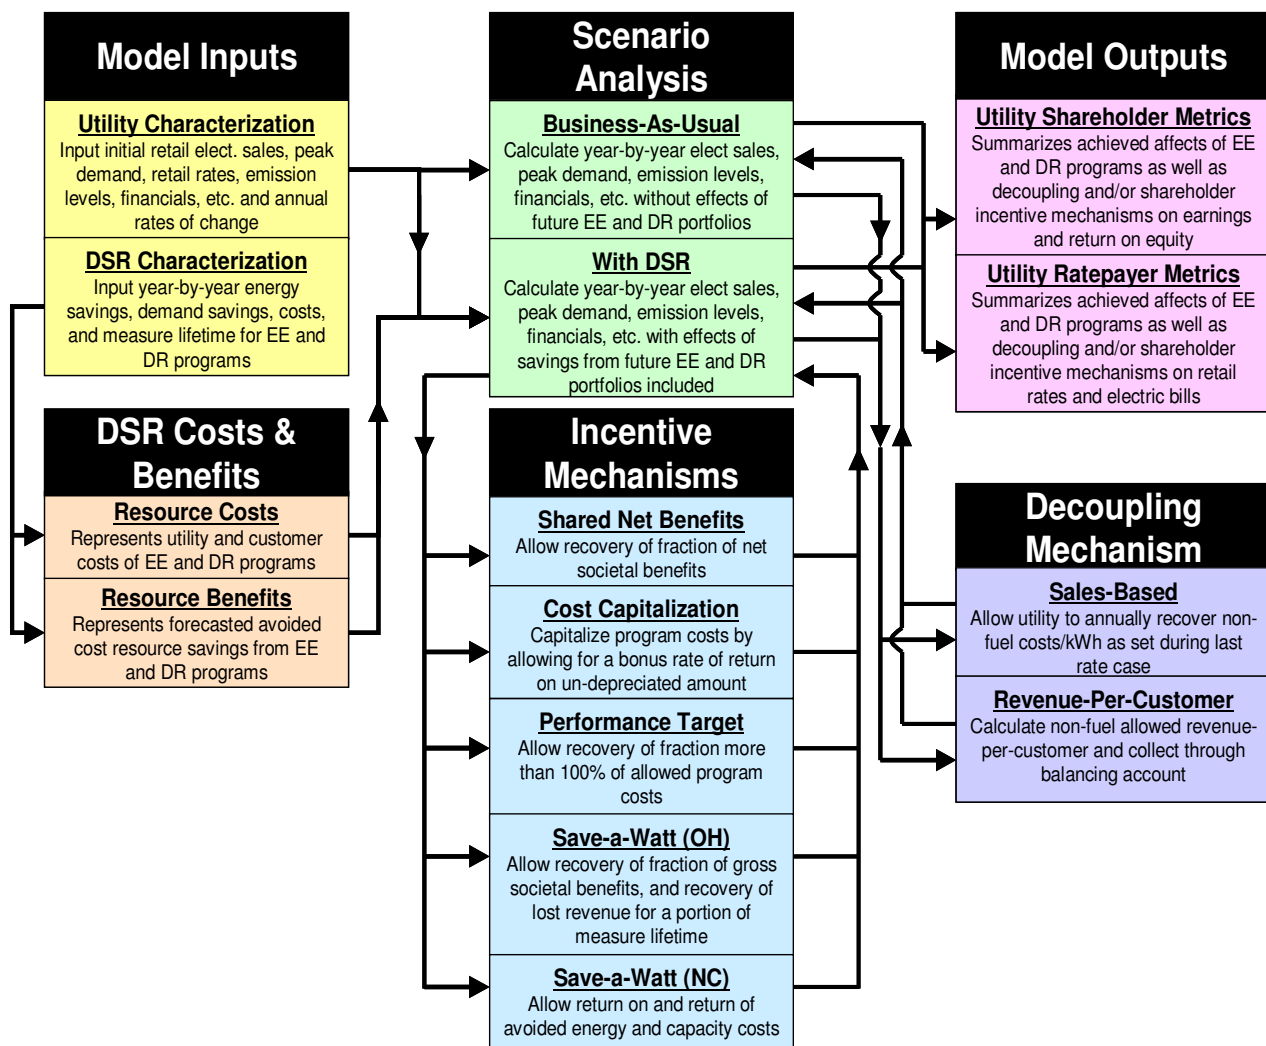 Model Inputs
Utility Characterization
Input initial retail elect. sales, peak
demand, retail rates, emission
levels, financials, etc. and annual
rates of change
DSR Characterization
Input year-by-year energy
savings, demand savings, costs,
and measure lifetime for EE and
DR programs
DSR Costs &
Benefits
Resource Costs
Represents utility and customer
costs of EE and DR programs
Resource Benefits
Represents forecasted avoided
cost resource savings from EE
and DR programs
Scenario
Analysis
Business-As-Usual
Calculate year-by-year elect sales,
peak demand, emission levels,
financials, etc. without effects of
future EE and DR portfolios
With DSR
Calculate year-by-year elect sales,
peak demand, emission levels,
financials, etc. with effects of
savings from future EE and DR
portfolios included
Incentive
Mechanisms
Shared Net Benefits
Allow recovery of fraction of net
societal benefits
Cost Capitalization
Capitalize program costs by
allowing for a bonus rate of return
on un-depreciated amount
Performance Target
Allow recovery of fraction more
than 100% of allowed program
costs
Save-a-Watt (OH)
Allow recovery of fraction of gross
societal benefits, and recovery of
lost revenue for a portion of
measure lifetime
Save-a-Watt (NC)
Allow return on and return of
avoided energy and capacity costs
Model Outputs
Utility Shareholder Metrics
Summarizes achieved affects of EE
and DR programs as well as
decoupling and/or shareholder
incentive mechanisms on earnings
and return on equity
Utility Ratepayer Metrics
Summarizes achieved affects of EE
and DR programs as well as
decoupling and/or shareholder
incentive mechanisms on retail
rates and electric bills
Decoupling
Mechanism
Sales-Based
Allow utility to annually recover non-
fuel costs/kWh as set during last
rate case
Revenue-Per-Customer
Calculate non-fuel allowed revenue-
per-customer and collect through
balancing account